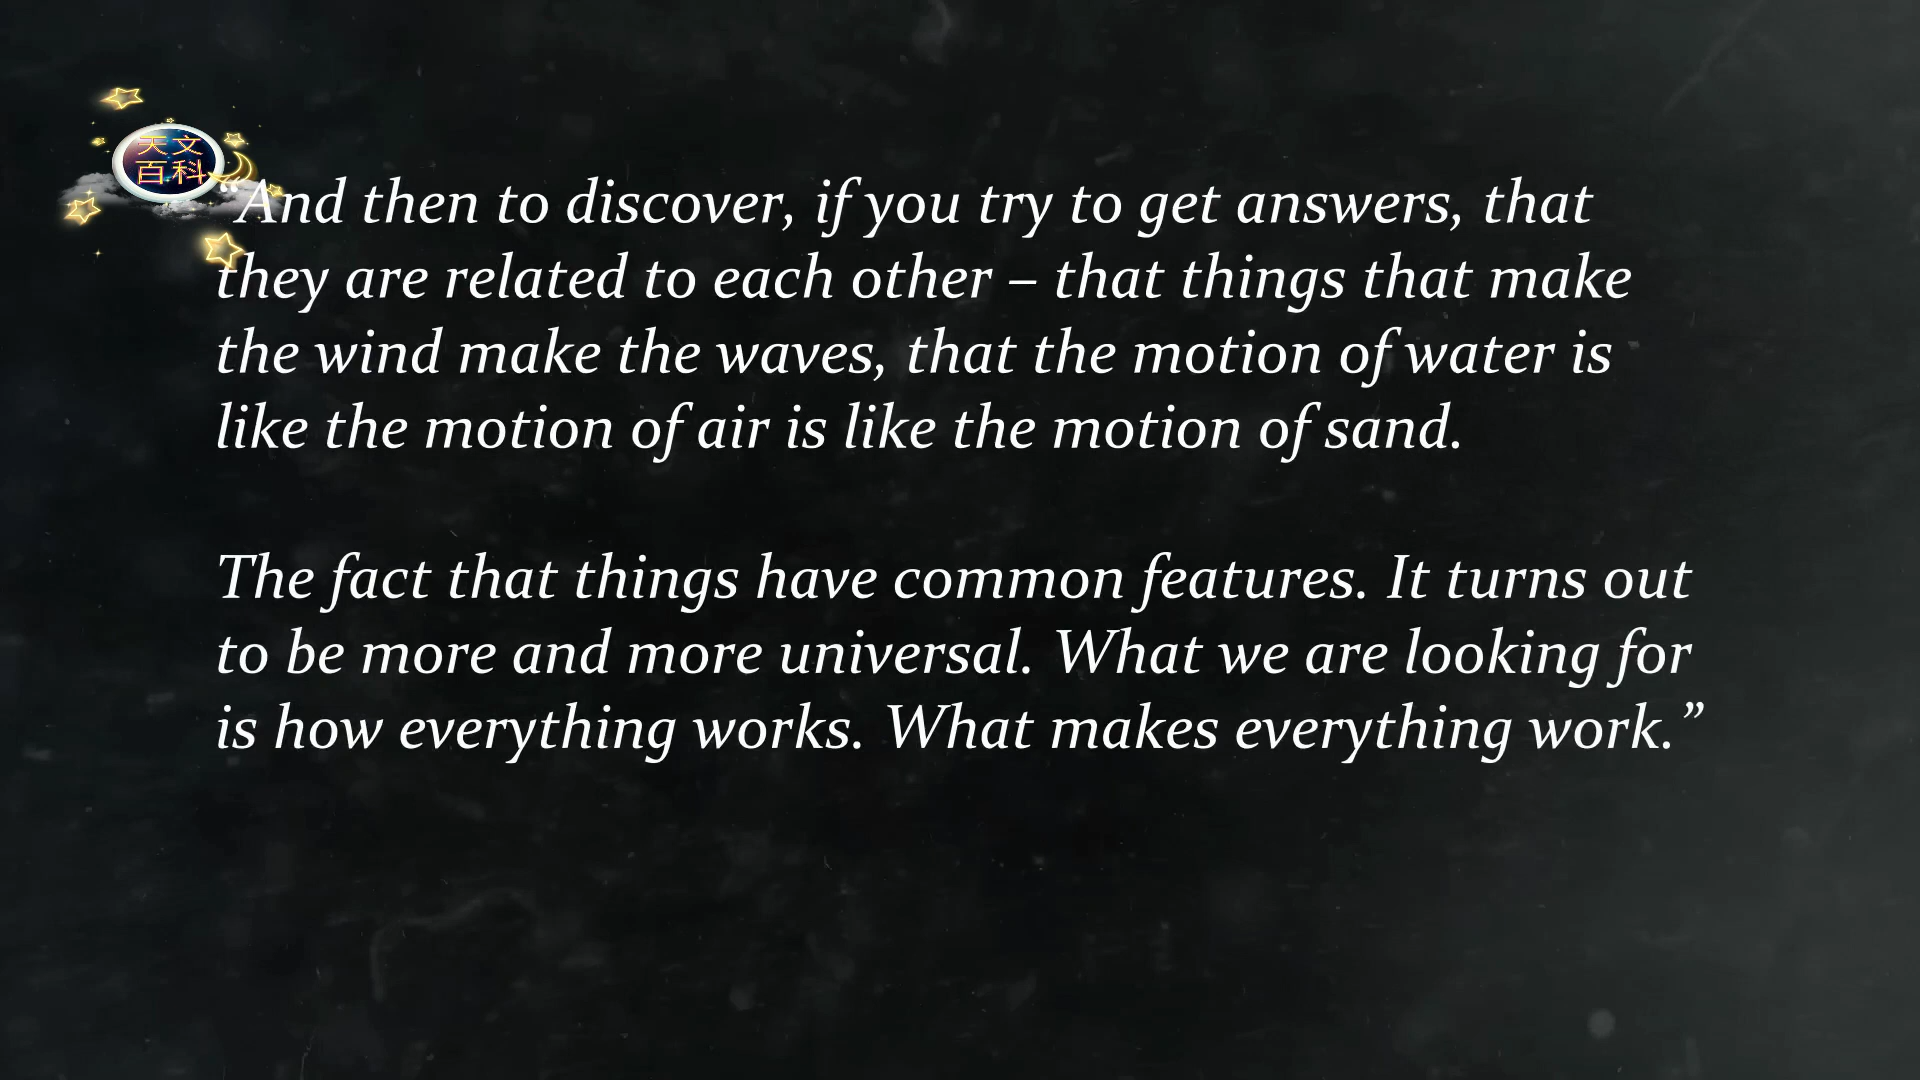 天文
百科
“And then to discover, if you try to get answers, that
they are related to each other – that things that make
the wind make the waves, that the motion of water is
like the motion of air is like the motion of sand.
The fact that things have common features. It turns out
to be more and more universal. What we are looking for
is how everything works. What makes everything work.”